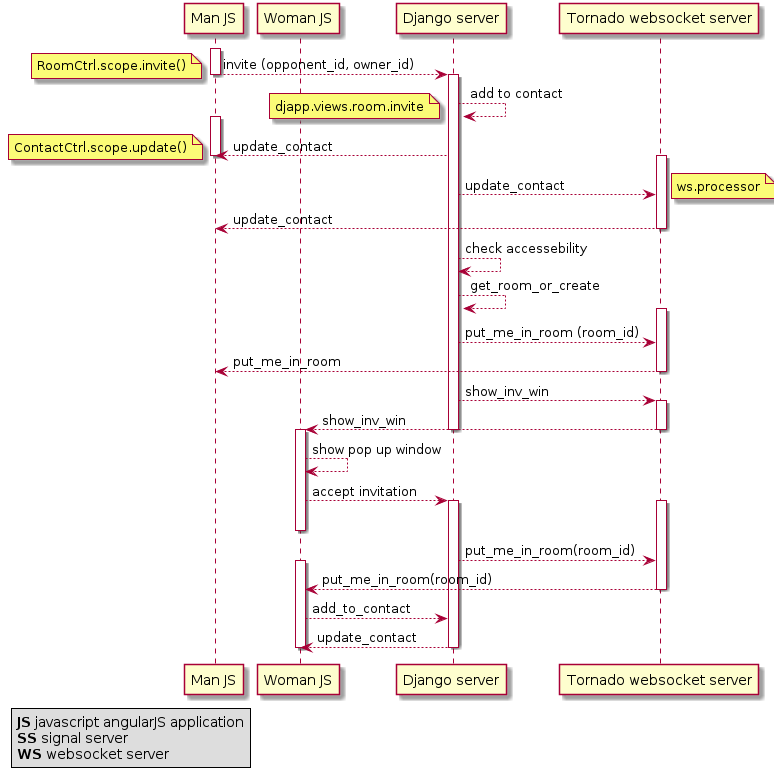 Man JS
Woman JS
Django server
Tornado websocket server
RoomCtrl.scope.invite()
invite (opponent_id, owner_id)
djapp.views.room.invite
add to contact
ContactCtrl.scope.update()
update_contact
update_contact
ws.processor
update_contact
check accessebility
get_room_or_create
put_me_in_room (room_id)
put_me_in_room
show_inv_win
show_inv_win
show pop up window
accept invitation
put_me_in_room(room_id)
put_me_in_room(room_id)
add_to_contact
update_contact
Man JS
Woman JS
Django server
Tornado websocket server
JS javascript angularJS application
SS signal server
WS websocket server